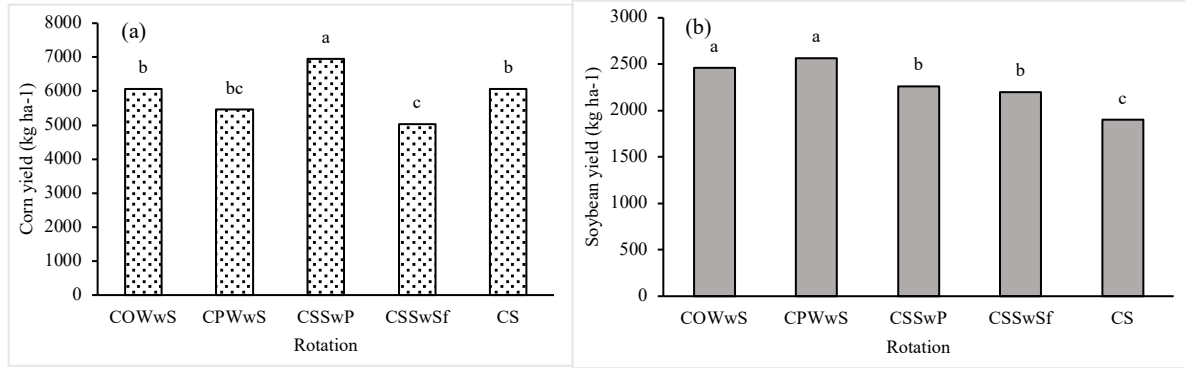 (a)
Corn yield (kg ha-1)
8000
7000
6000
5000
4000
3000
2000
1000
0
b
bc
a
c
b
COWwS CPWwS CSSwP CSSwSf CS
Rotation
(b)
Soybean yield (kg ha-1)
3000
2500
2000
1500
1000
500
0
a
a
b
b
c
COWwS CPWwS CSSwP CSSwSf CS
Rotation